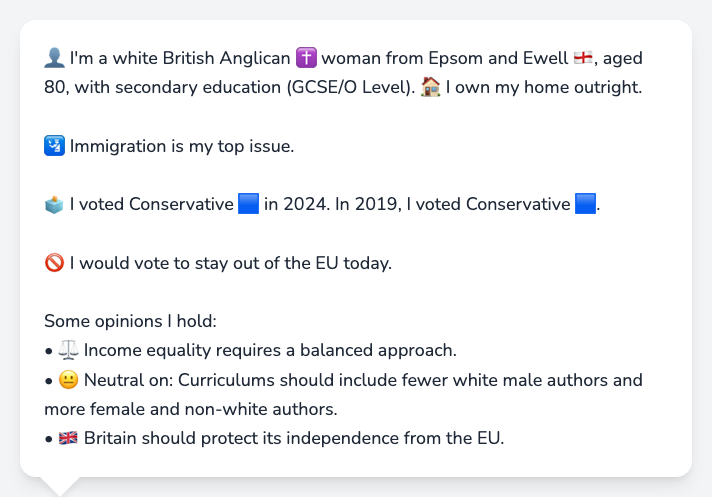 👤 I'm a white British Anglican ✝️ woman from Epsom and Ewell 🏴󠁧󠁢󠁥󠁮󠁧󠁿, aged
80, with secondary education (GCSE/O Level). 🏠 I own my home outright.
🛂 Immigration is my top issue.
🗳️ I voted Conservative 🟦 in 2024. In 2019, I voted Conservative 🟦.
🚫 I would vote to stay out of the EU today.
Some opinions I hold:
• ⚖️ Income equality requires a balanced approach.
• 😐 Neutral on: Curriculums should include fewer white male authors and
more female and non-white authors.
• 🇬🇧 Britain should protect its independence from the EU.